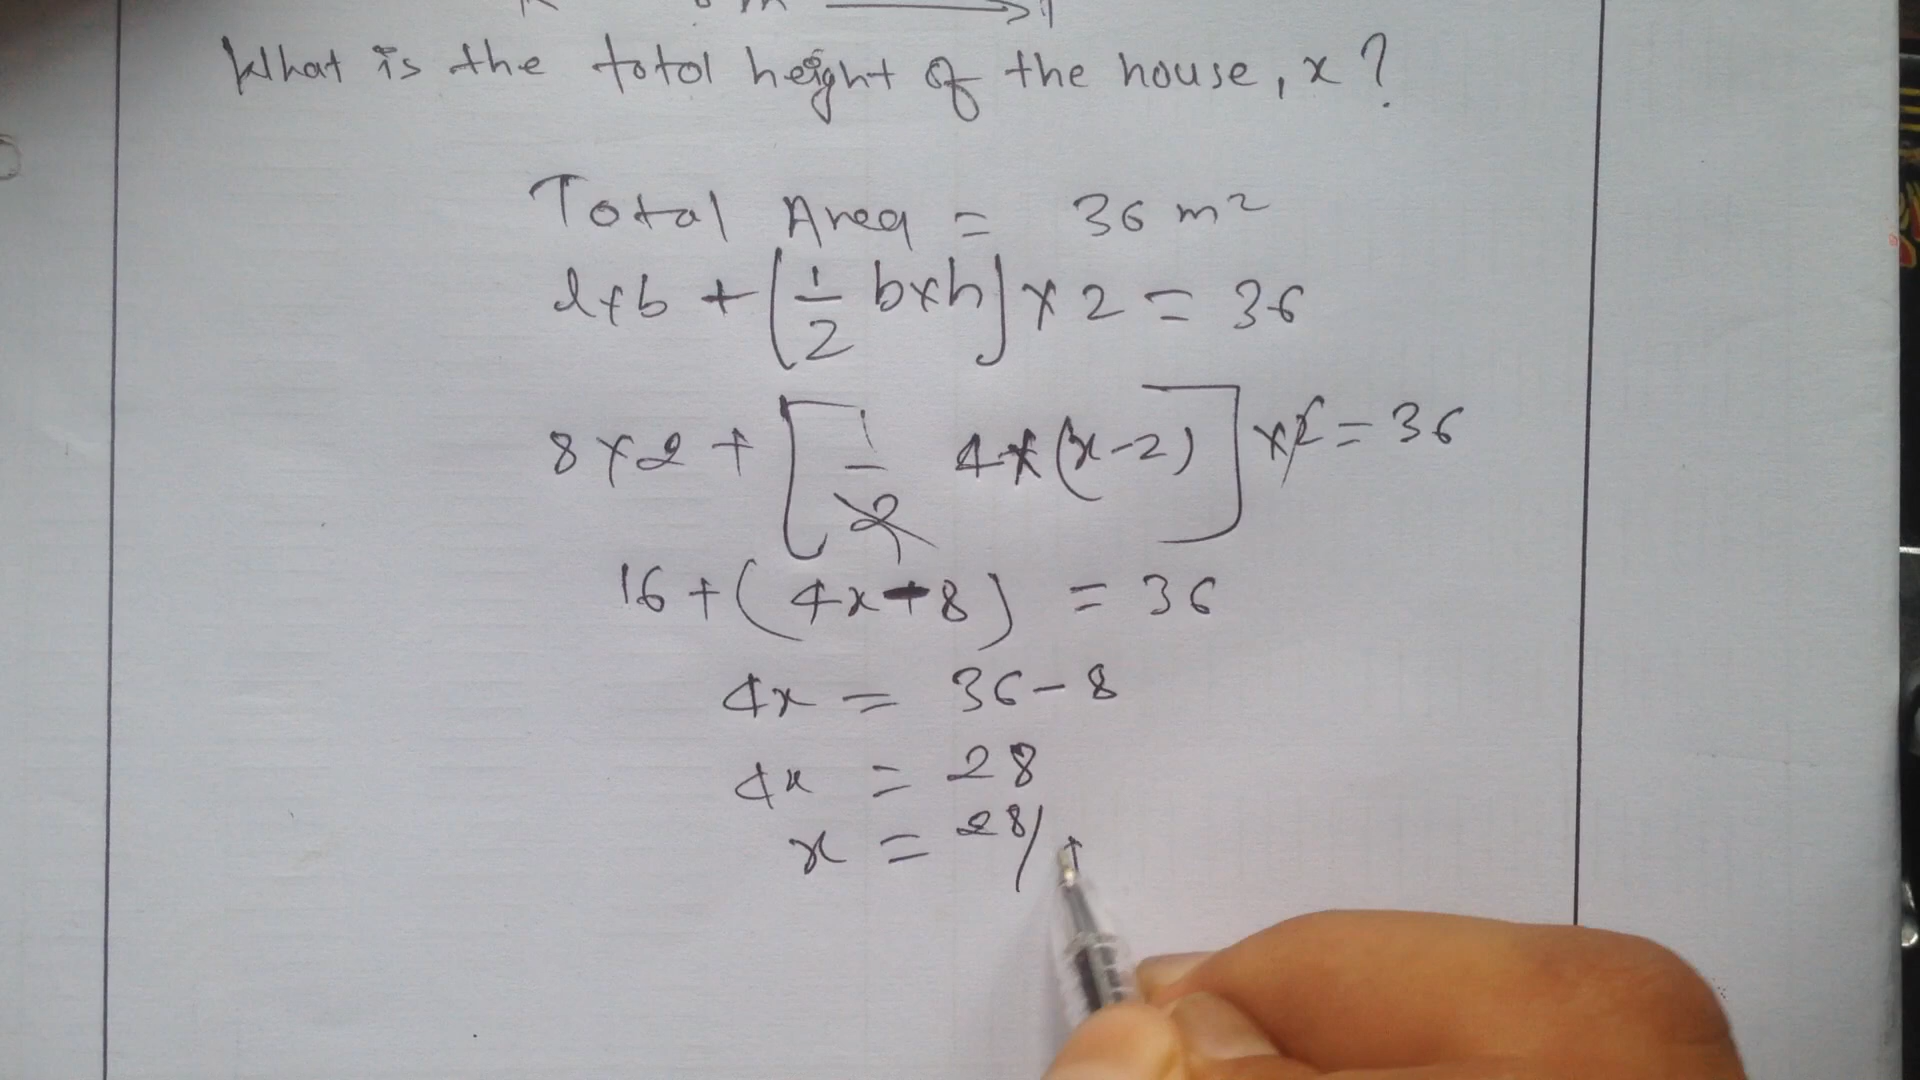 8 m
What is the total height of the house, x?
Total Area = 36 m²
l×b + (1/2 b×h) × 2 = 36
8×2 + [1/2 4×(x-2)] ×2 = 36
16 + (4x-8) = 36
4x = 36-8
4x = 28
x = 28/